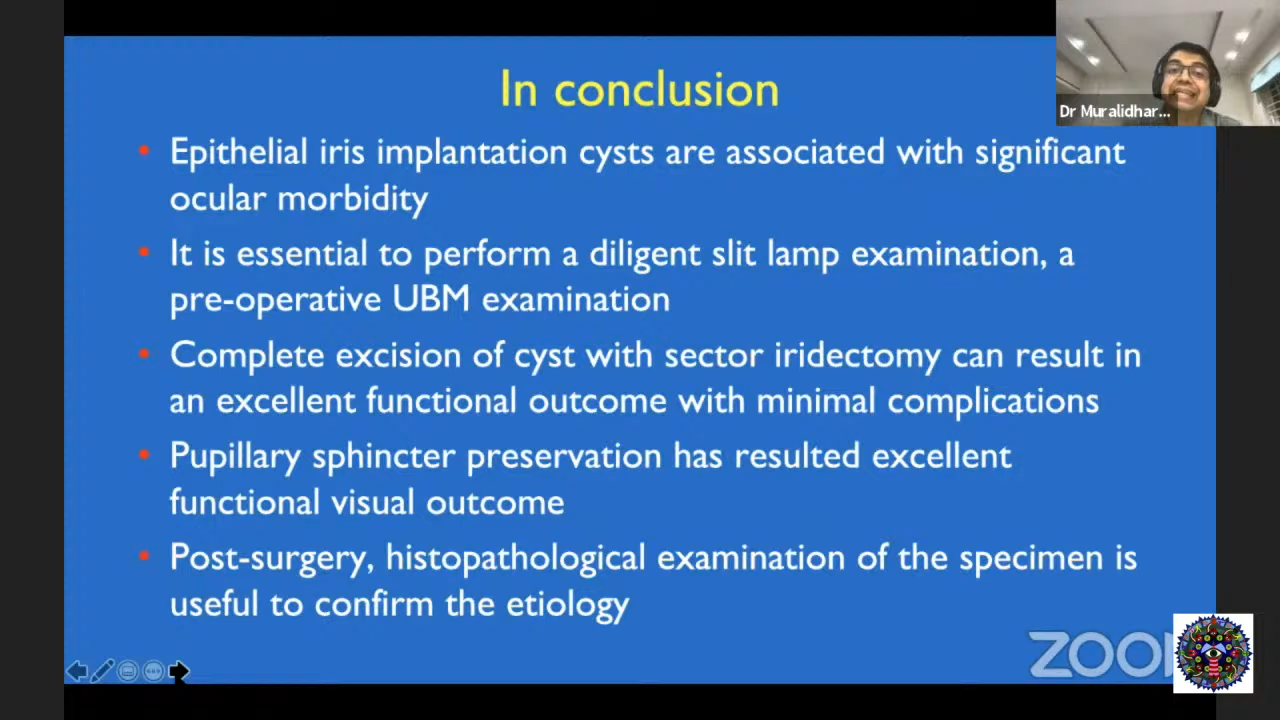 In conclusion
Dr Muralidhar...
• Epithelial iris implantation cysts are associated with significant
ocular morbidity
• It is essential to perform a diligent slit lamp examination, a
pre-operative UBM examination
• Complete excision of cyst with sector iridectomy can result in
an excellent functional outcome with minimal complications
• Pupillary sphincter preservation has resulted excellent
functional visual outcome
• Post-surgery, histopathological examination of the specimen is
useful to confirm the etiology
ZOOM